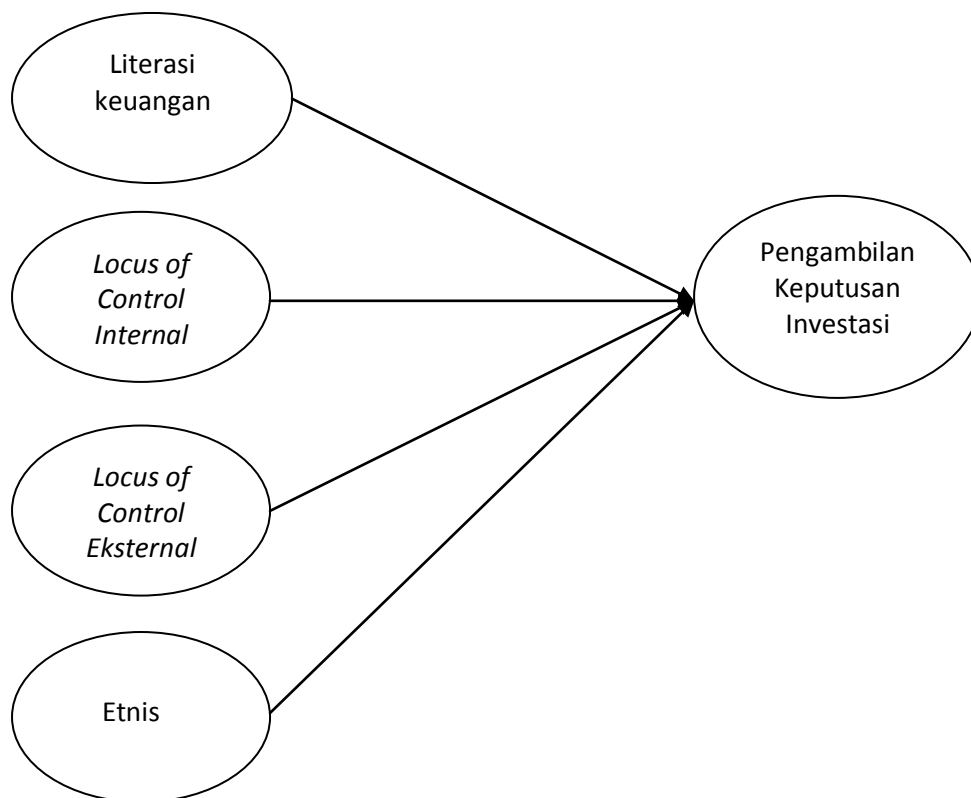 Literasi
keuangan
Locus of
Control
Internal
Pengambilan
Keputusan
Investasi
Locus of
Control
Eksternal
Etnis